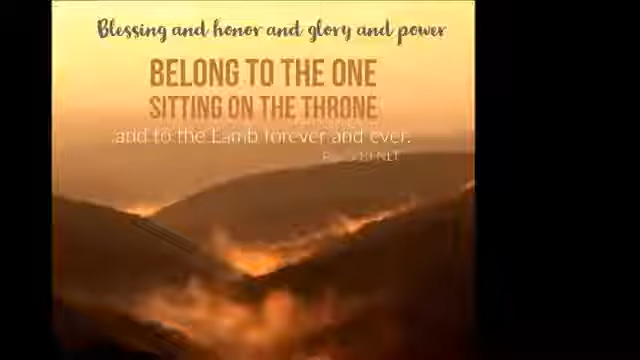 Blessing and honor and glory and power
BELONG TO THE ONE
SITTING ON THE THRONE
and to the Lamb forever and ever.
NLT